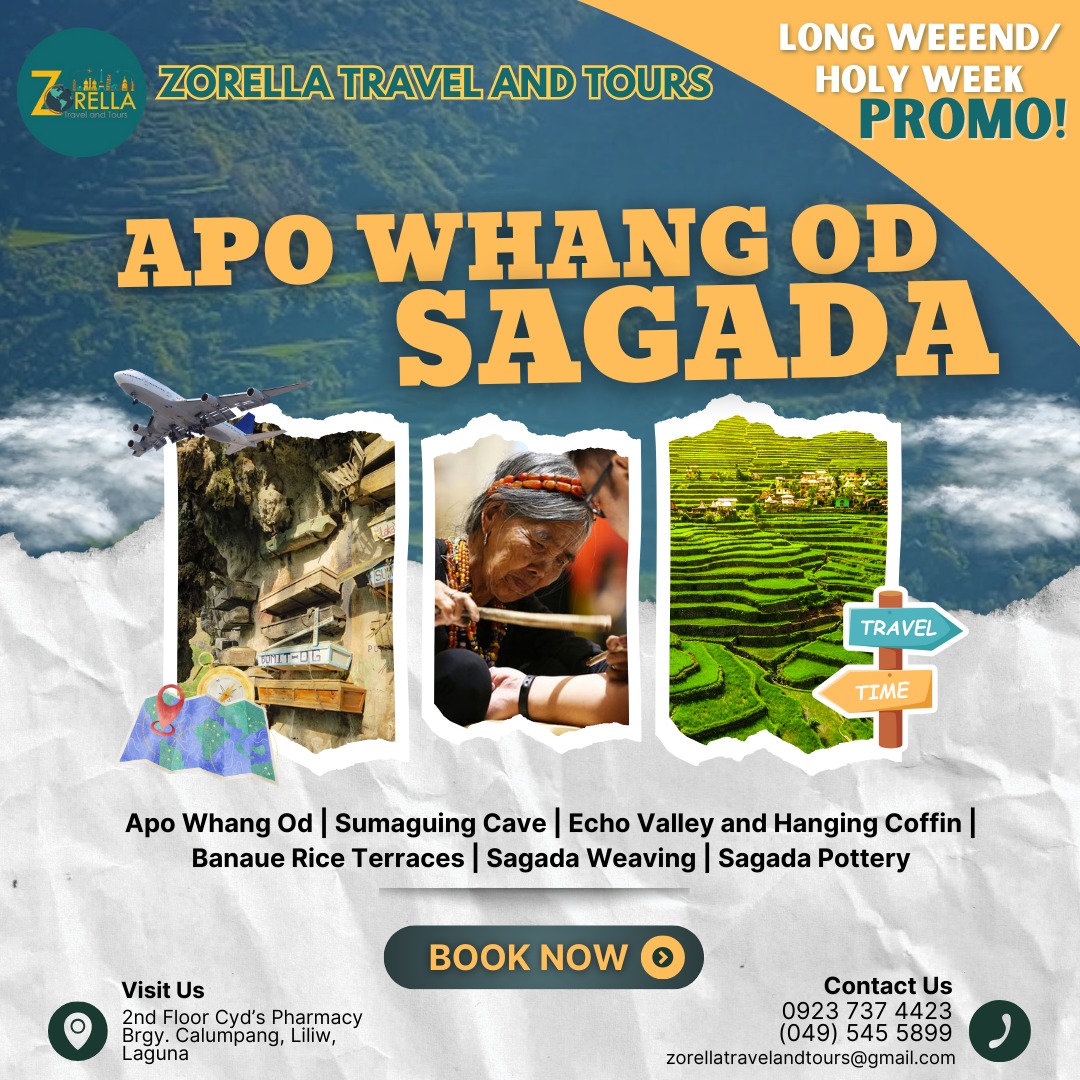 ZORELLA
Travel and Tours
ZORELLA TRAVEL AND TOURS
LONG WEEEND/
HOLY WEEK
PROMO!
APO WHANG OD
SAGADA
TRAVEL
TIME
Apo Whang Od | Sumaguing Cave | Echo Valley and Hanging Coffin |
Banaue Rice Terraces | Sagada Weaving | Sagada Pottery
BOOK NOW
Visit Us
2nd Floor Cyd's Pharmacy
Brgy. Calumpang, Liliw,
Laguna
Contact Us
0923 737 4423
(049) 545 5899
zorellatravelandtours@gmail.com